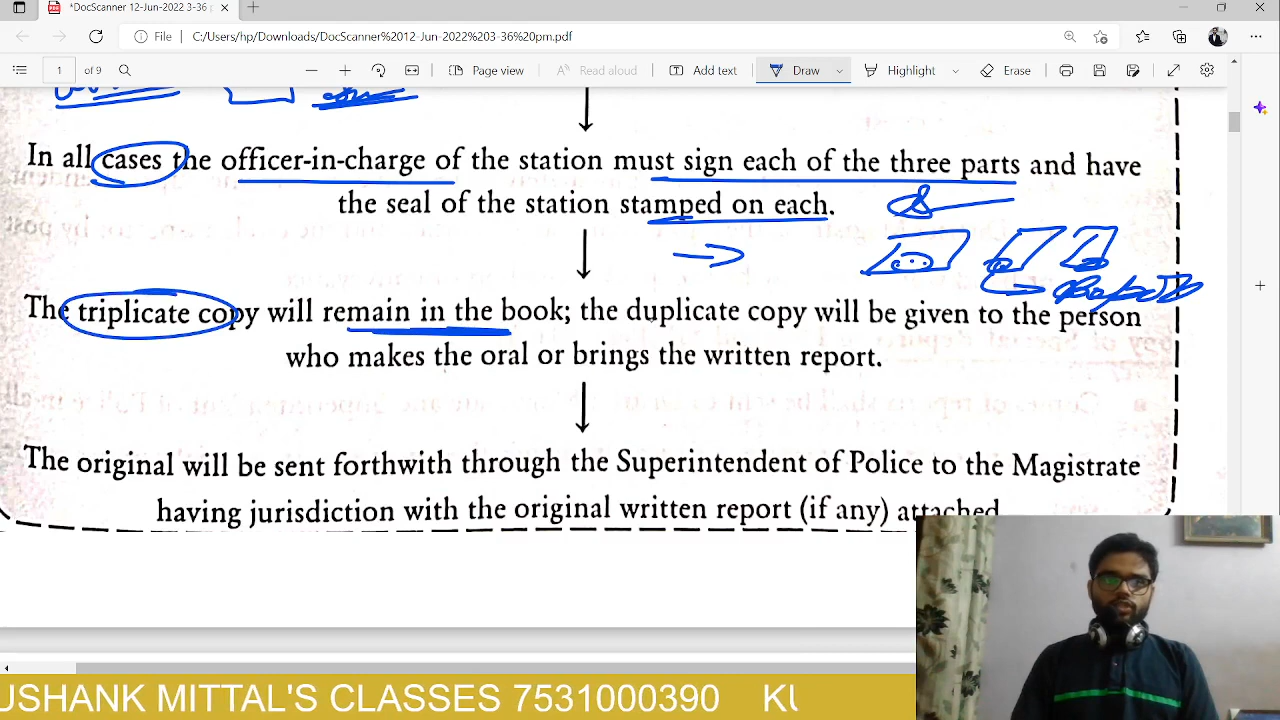 *DocScanner 12-Jun-2022 3-36
File
C:/Users/hp/Downloads/DocScanner%2012-Jun-2022%203-36%20pm.pdf
1 of 9
Page view
Read aloud
Add text
Draw
Highlight
Erase
In all cases the officer-in-charge of the station must sign each of the three parts and have
the seal of the station stamped on each.
The triplicate copy will remain in the book; the duplicate copy will be given to the person
who makes the oral or brings the written report.
The original will be sent forthwith through the Superintendent of Police to the Magistrate
having jurisdiction with the original written report (if any) attached
USHANK MITTAL'S CLASSES 7531000390 KU